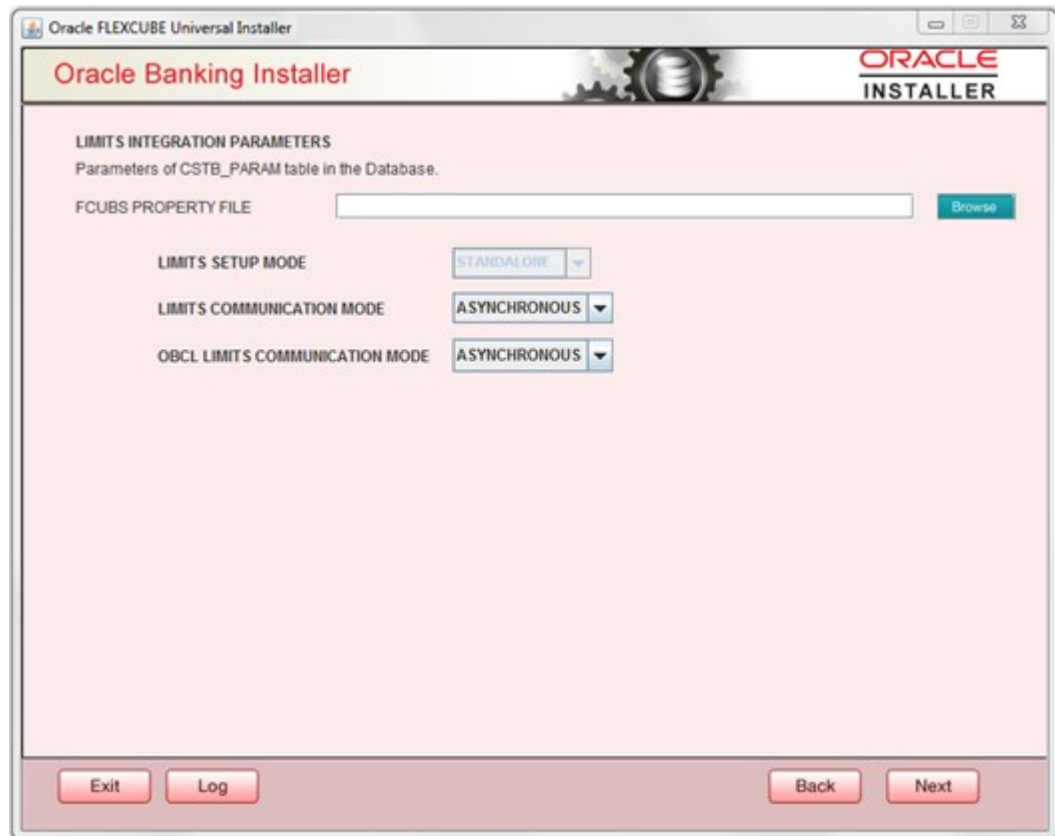 Oracle FLEXCUBE Universal Installer
Oracle Banking Installer
ORACLE
INSTALLER
LIMITS INTEGRATION PARAMETERS
Parameters of CSTB_PARAM table in the Database.
FCUBS PROPERTY FILE
Browse
LIMITS SETUP MODE
STANDALONE
LIMITS COMMUNICATION MODE
ASYNCHRONOUS
OBCL LIMITS COMMUNICATION MODE
ASYNCHRONOUS
Exit
Log
Back
Next